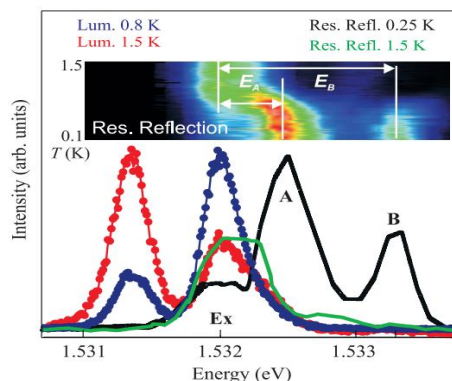 Lum. 0.8 K
Lum. 1.5 K
Res. Refl. 0.25 K
Res. Refl. 1.5 K
1.5
E_A
E_B
0.1
Res. Reflection
T (K)
Intensity (arb. units)
A
B
Ex
1.531
1.532
1.533
Energy (eV)